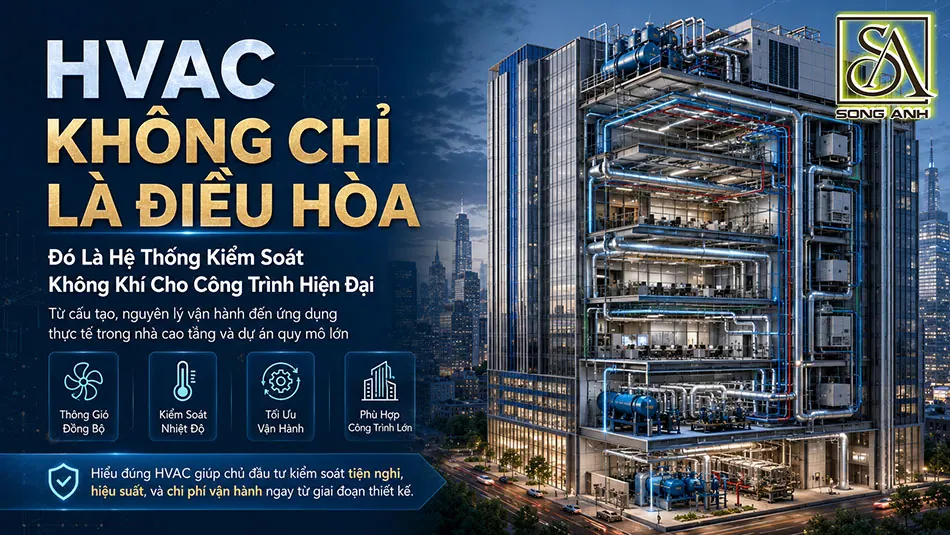 HVAC
KHÔNG CHỈ
LÀ ĐIỀU HÒA
Đó Là Hệ Thống Kiểm Soát
Không Khí Cho Công Trình Hiện Đại
Từ cấu tạo, nguyên lý vận hành đến ứng dụng
thực tế trong nhà cao tầng và dự án quy mô lớn
Thông Gió
Đồng Bộ
Kiểm Soát
Nhiệt Độ
Tối Ưu
Vận Hành
Phù Hợp
Công Trình Lớn
Hiểu đúng HVAC giúp chủ đầu tư kiểm soát tiện nghi,
hiệu suất, và chi phí vận hành ngay từ giai đoạn thiết kế.
SA
SONG ANH